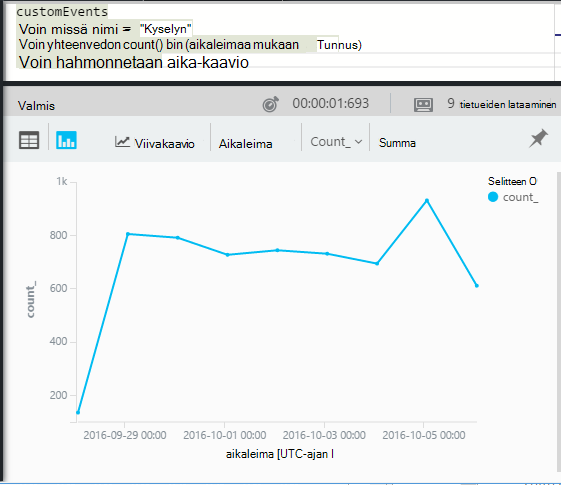 customEvents
Voin missä nimi = "Kyselyn"
Voin yhteenvedon count() bin (aikaleimaa mukaan Tunnus)
Voin hahmonnetaan aika-kaavio
Valmis 00:00:01:693 9 tietueiden lataaminen
Viivakaavio Aikaleima Count_ Summa
Selitteen O
count_
1k
800
600
400
200
count_
2016-09-29 00:00 2016-10-01 00:00 2016-10-03 00:00 2016-10-05 00:00
aikaleima [UTC-ajan